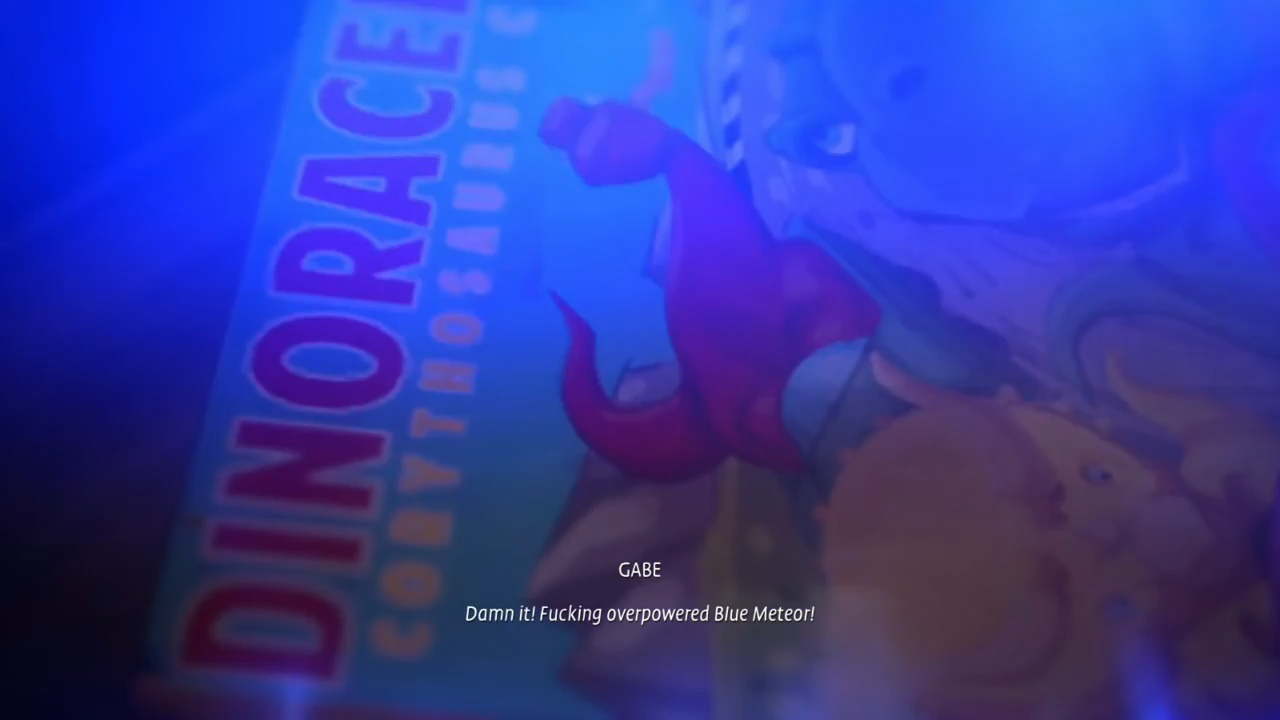 DINORACE
CORYTHOSAURUS C
GABE
Damn it! Fucking overpowered Blue Meteor!